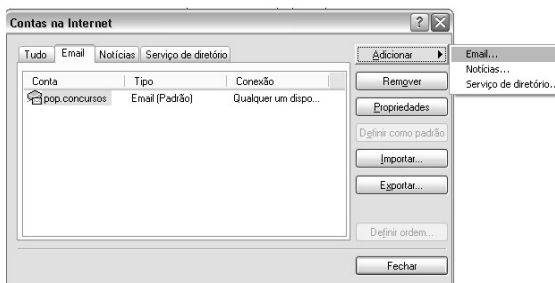 Contas na Internet
Tudo Email Notícias Serviço de diretório
Conta Tipo Conexão
pop.concursos Email (Padrão) Qualquer um dispo...
Adicionar
Remover
Propriedades
Definir como padrão
Importar...
Exportar...
Definir ordem...
Fechar
Email...
Notícias...
Serviço de diretório..